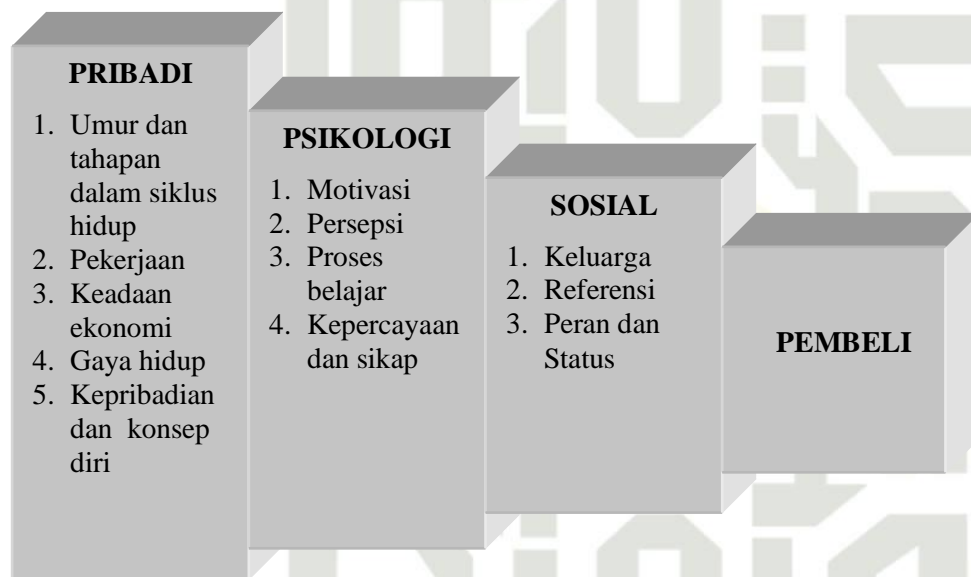 PRIBADI
1. Umur dan
tahapan
dalam siklus
hidup
2. Pekerjaan
3. Keadaan
ekonomi
4. Gaya hidup
5. Kepribadian
dan konsep
diri
PSIKOLOGI
1. Motivasi
2. Persepsi
3. Proses
belajar
4. Kepercayaan
dan sikap
SOSIAL
1. Keluarga
2. Referensi
3. Peran dan
Status
PEMBELI